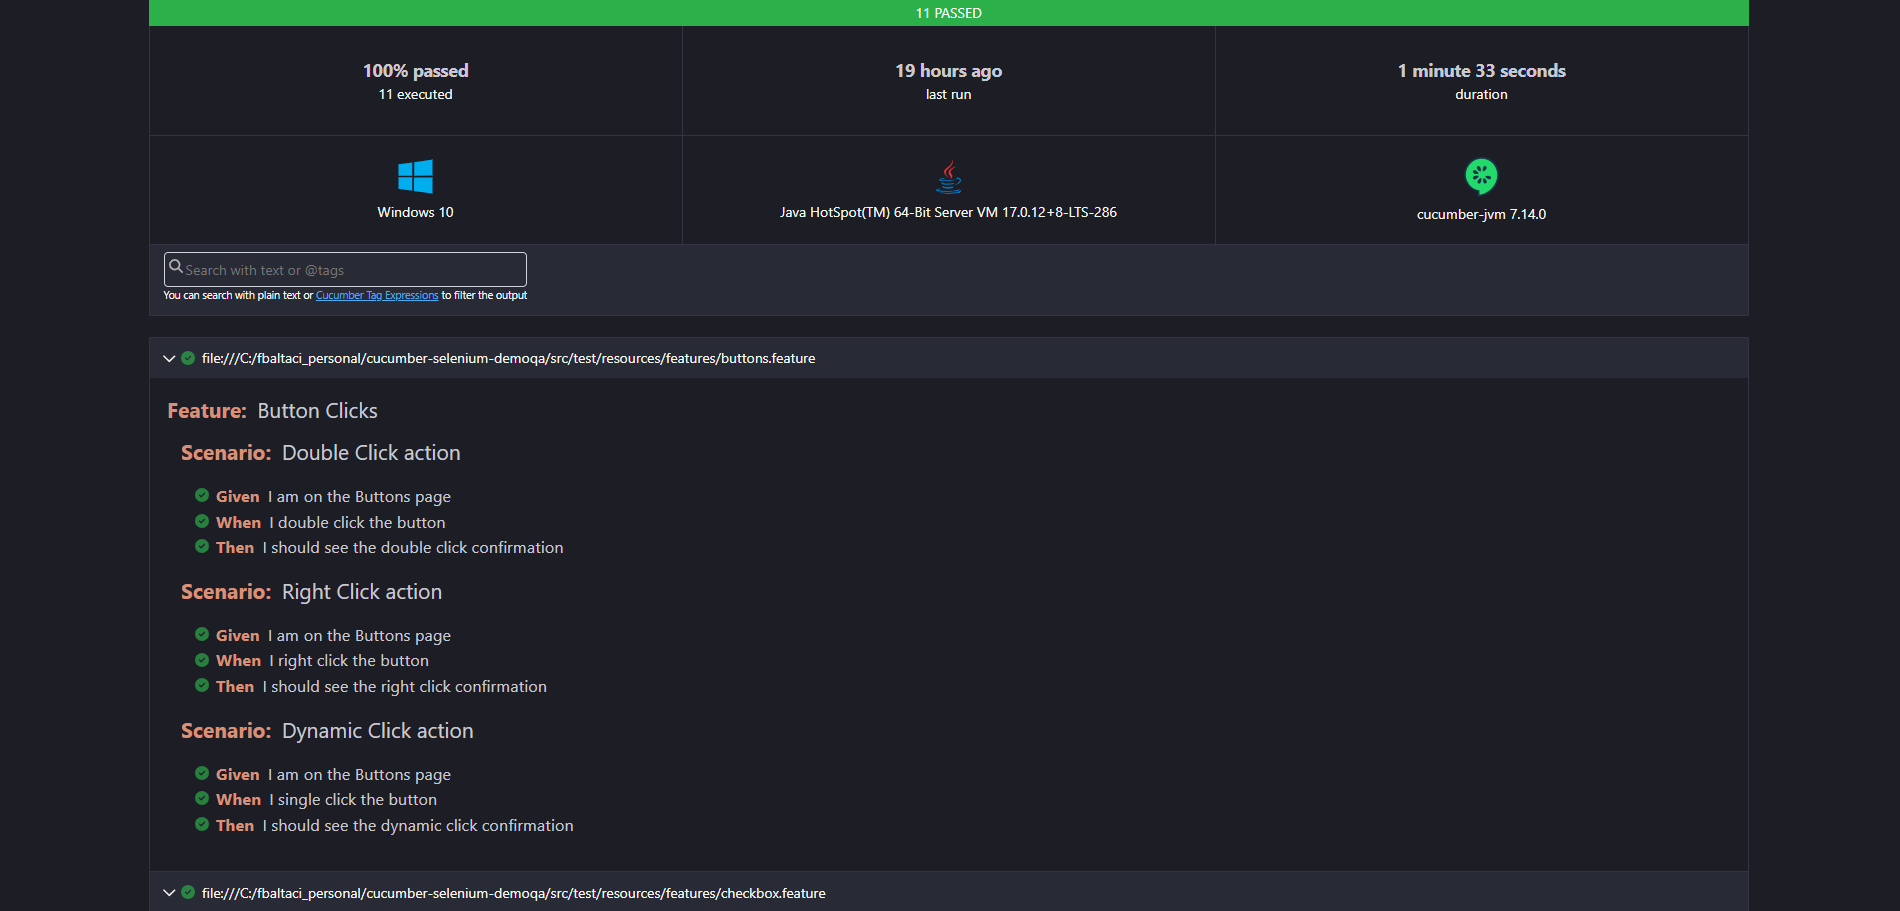 11 PASSED
100% passed
11 executed
19 hours ago
last run
1 minute 33 seconds
duration
Windows 10
Java HotSpot(TM) 64-Bit Server VM 17.0.12+8-LTS-286
cucumber-jvm 7.14.0
Search with text or @tags
You can search with plain text or Cucumber Tag Expressions to filter the output
file:///C:/fbaltaci_personal/cucumber-selenium-demoqa/src/test/resources/features/buttons.feature
Feature: Button Clicks
Scenario: Double Click action
Given I am on the Buttons page
When I double click the button
Then I should see the double click confirmation
Scenario: Right Click action
Given I am on the Buttons page
When I right click the button
Then I should see the right click confirmation
Scenario: Dynamic Click action
Given I am on the Buttons page
When I single click the button
Then I should see the dynamic click confirmation
file:///C:/fbaltaci_personal/cucumber-selenium-demoqa/src/test/resources/features/checkbox.feature